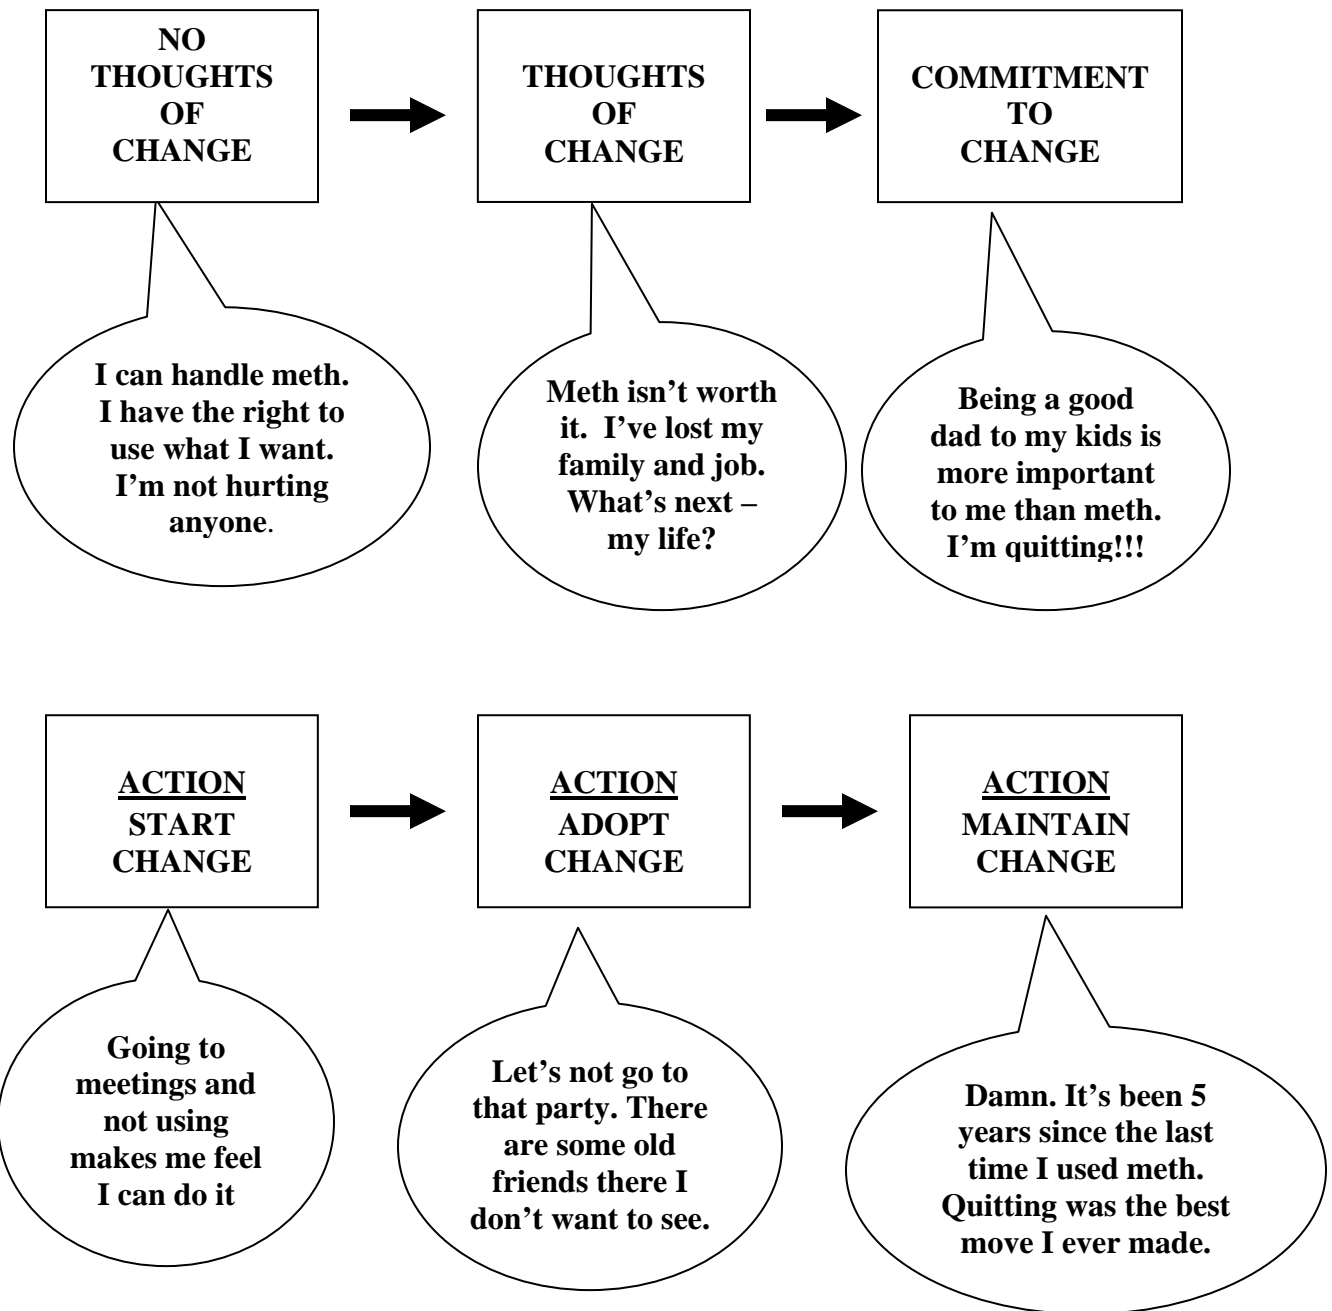 NO
THOUGHTS
OF
CHANGE
THOUGHTS
OF
CHANGE
COMMITMENT
TO
CHANGE
I can handle meth.
I have the right to
use what I want.
I'm not hurting
anyone.
Meth isn't worth
it.  I've lost my
family and job.
What's next –
my life?
Being a good
dad to my kids is
more important
to me than meth.
I'm quitting!!!
ACTION
START
CHANGE
ACTION
ADOPT
CHANGE
ACTION
MAINTAIN
CHANGE
Going to
meetings and
not using
makes me feel
I can do it
Let's not go to
that party. There
are some old
friends there I
don't want to see.
Damn. It's been 5
years since the last
time I used meth.
Quitting was the best
move I ever made.